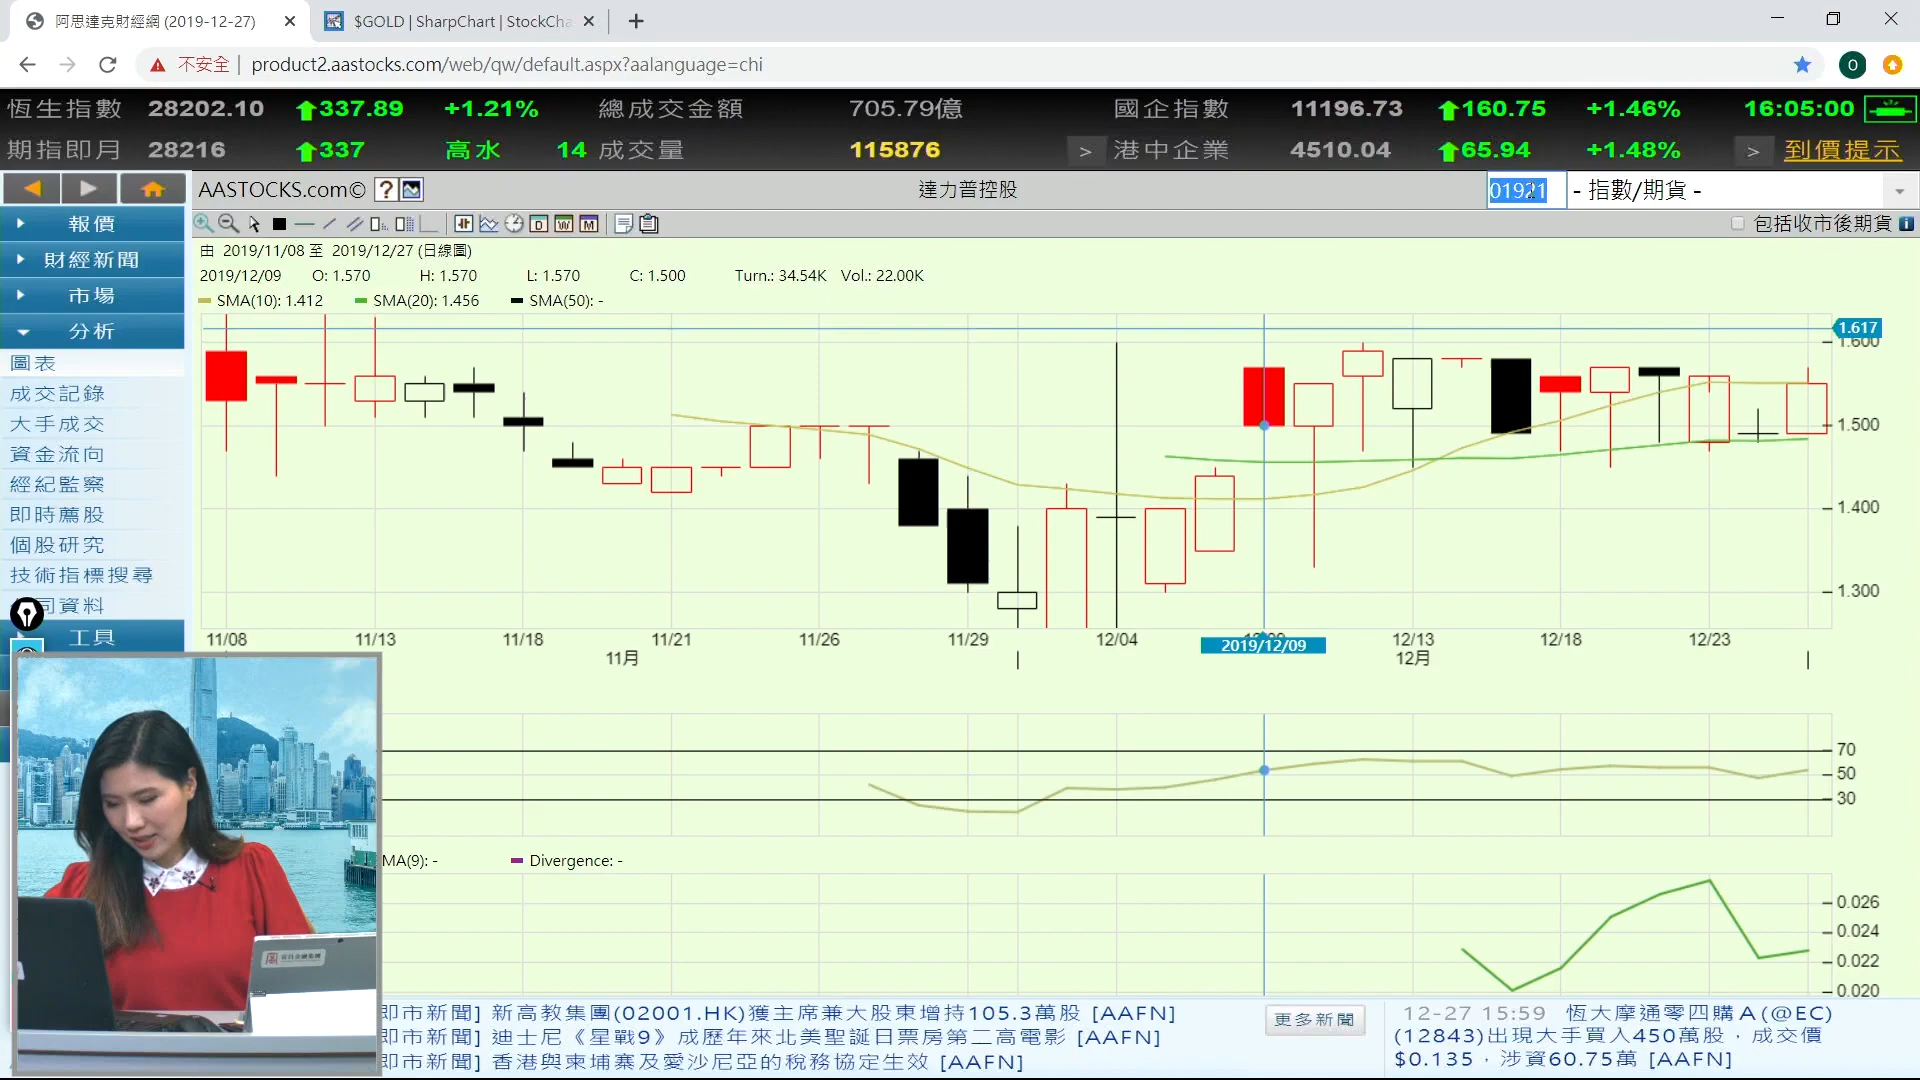 阿思達克財經網 (2019-12-27)
$GOLD | SharpChart | StockCha
不安全 | product2.aastocks.com/web/qw/default.aspx?aalanguage=chi
O
恆生指數 28202.10 337.89 +1.21% 總成交金額 705.79億 國企指數 11196.73 160.75 +1.46% 16:05:00
期指即月 28216 337 高水 14 成交量 115876 > 港中企業 4510.04 65.94 +1.48% > 到價提示
AASTOCKS.com© ? 達力普控股 01921 - 指數/期貨 -
D W M 包括收市後期貨 i
報價
財經新聞
市場
分析
圖表
成交記錄
大手成交
資金流向
經紀監察
即時薦股
個股研究
技術指標搜尋
司資料
工具
由 2019/11/08 至 2019/12/27 (日線圖)
2019/12/09 O: 1.570 H: 1.570 L: 1.570 C: 1.500 Turn.: 34.54K Vol.: 22.00K
SMA(10): 1.412 SMA(20): 1.456 SMA(50): -
1.617
1.600
1.500
1.400
1.300
11/08 11/13 11/18 11/21 11/26 11/29 12/04 2019/12/09 12/13 12/18 12/23
11月 12月
70
50
30
MA(9): - Divergence: -
0.026
0.024
0.022
0.020
即市新聞] 新高教集團(02001.HK)獲主席兼大股東增持105.3萬股 [AAFN]
即市新聞] 迪士尼《星戰9》成歷年來北美聖誕日票房第二高電影 [AAFN]
即市新聞] 香港與柬埔寨及愛沙尼亞的稅務協定生效 [AAFN]
更多新聞
12-27 15:59 恆大摩通零四購A(@EC)
(12843)出現大手買入450萬股，成交價
$0.135，涉資60.75萬 [AAFN]